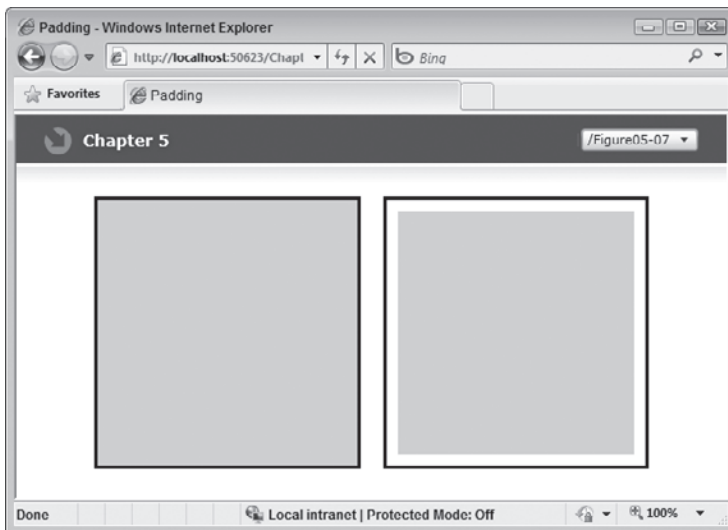 Padding - Windows Internet Explorer
http://localhost:50623/Chapt
Bing
Favorites
Padding
Chapter 5
/Figure05-07
Done
Local intranet | Protected Mode: Off
100%